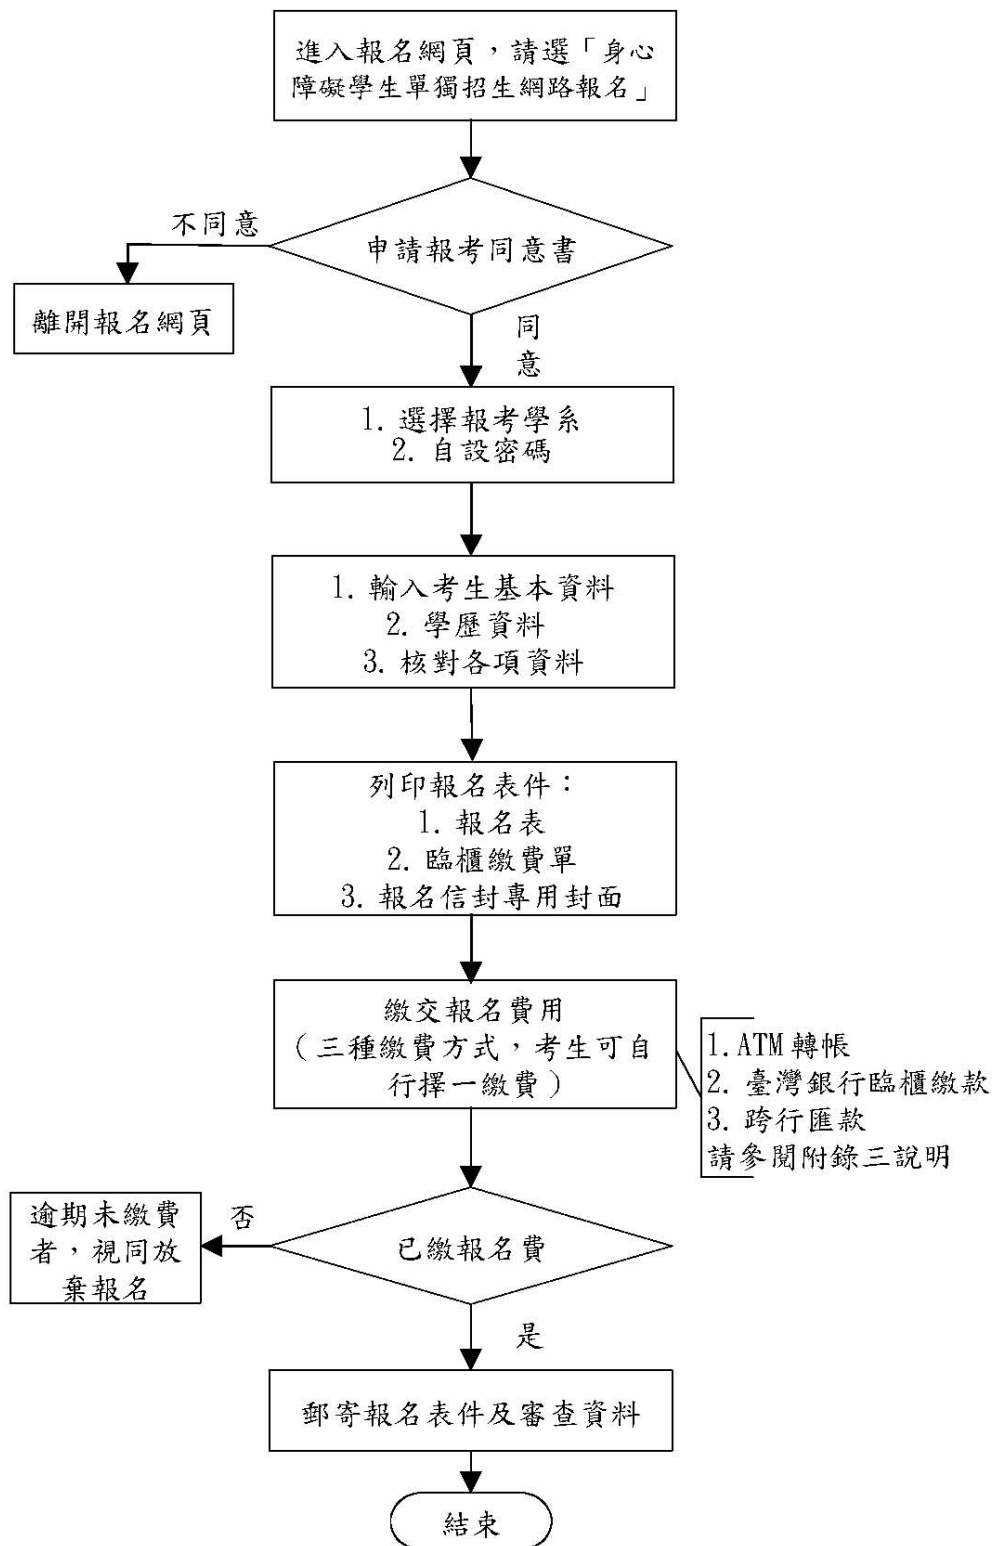 進入報名網頁，請選「身心
障礙學生單獨招生網路報名」
申請報考同意書
不同意
離開報名網頁
同
意
1. 選擇報考學系
2. 自設密碼
1. 輸入考生基本資料
2. 學歷資料
3. 核對各項資料
列印報名表件：
1. 報名表
2. 臨櫃繳費單
3. 報名信封專用封面
繳交報名費用
（三種繳費方式，考生可自
行擇一繳費）
1. ATM 轉帳
2. 臺灣銀行臨櫃繳款
3. 跨行匯款
請參閱附錄三說明
已繳報名費
否
逾期未繳費
者，視同放
棄報名
是
郵寄報名表件及審查資料
結束